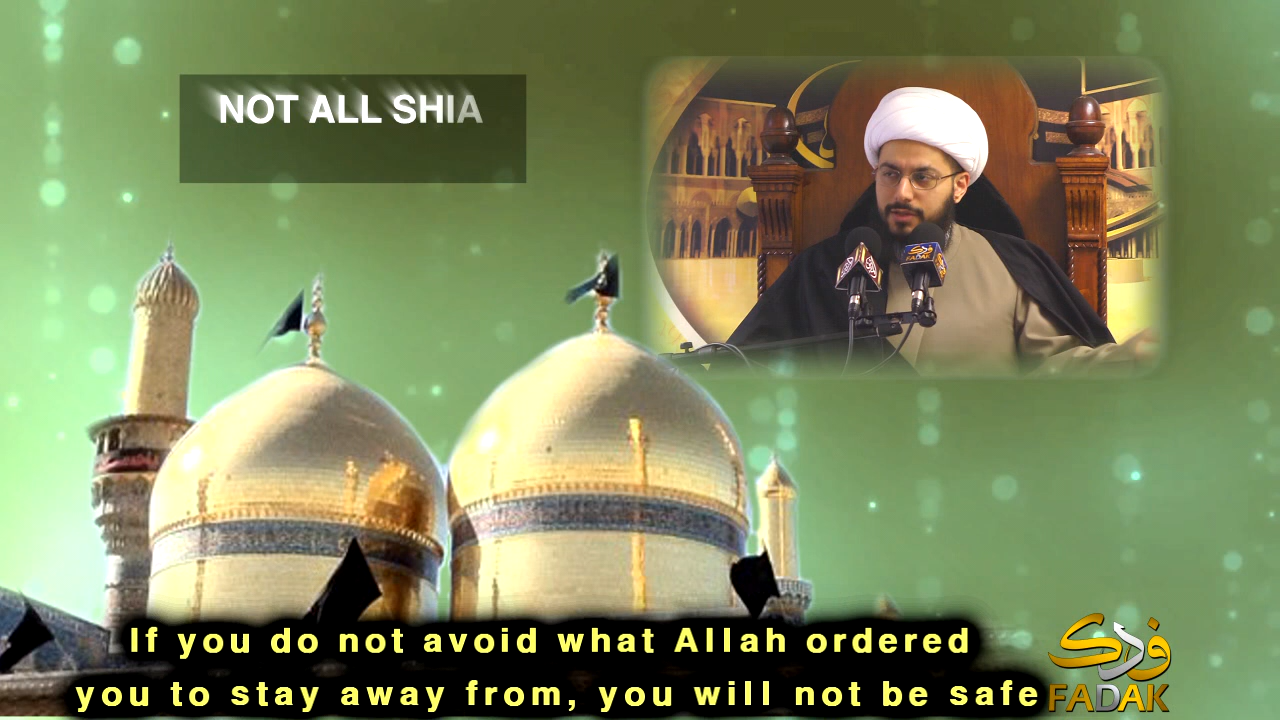 NOT ALL SHIA
FADAK
If you do not avoid what Allah ordered
you to stay away from, you will not be safe
فدك
FADAK